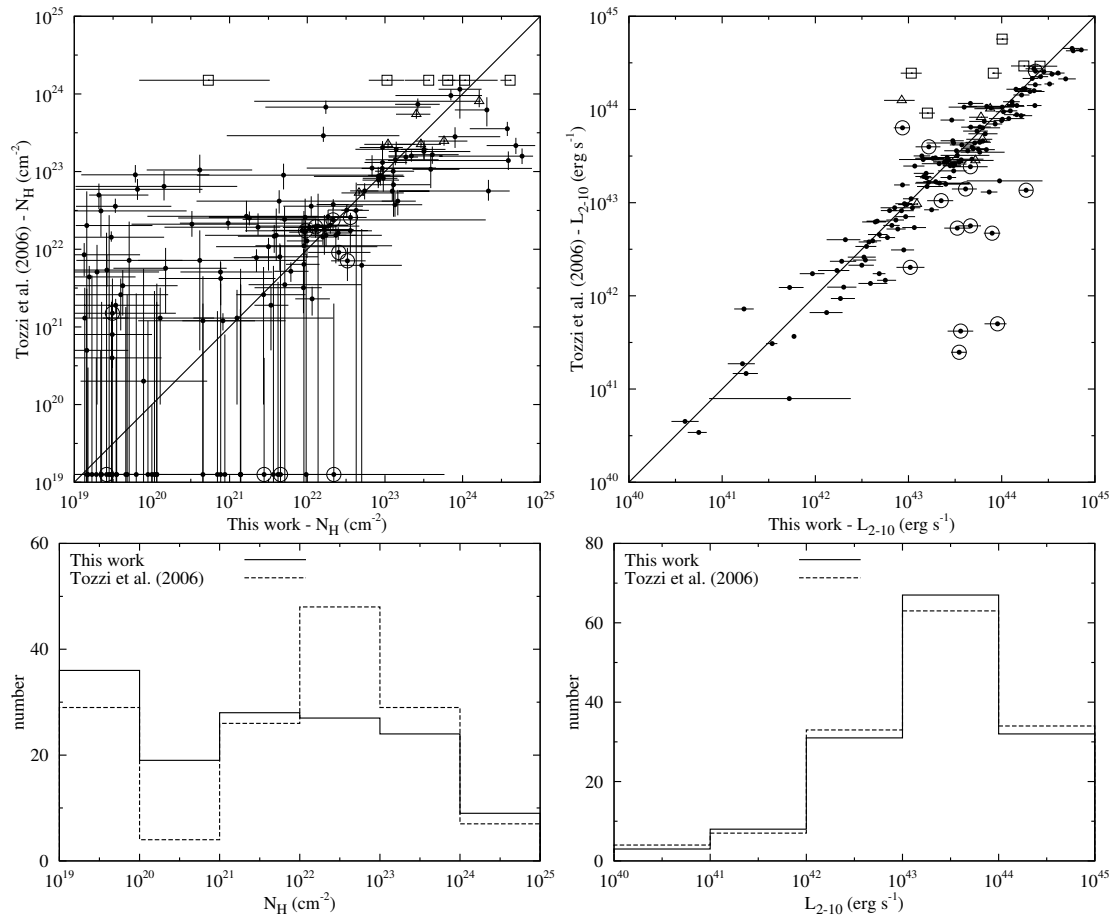 10^25
10^24
10^23
10^22
10^21
10^20
10^19
Tozzi et al. (2006) - N_H (cm^-2)
10^19 10^20 10^21 10^22 10^23 10^24 10^25
This work - N_H (cm^-2)
10^45
10^44
10^43
10^42
10^41
10^40
Tozzi et al. (2006) - L_2-10 (erg s^-1)
10^40 10^41 10^42 10^43 10^44 10^45
This work - L_2-10 (erg s^-1)
60
40
20
0
number
This work
Tozzi et al. (2006)
10^19 10^20 10^21 10^22 10^23 10^24 10^25
N_H (cm^-2)
80
60
40
20
0
number
This work
Tozzi et al. (2006)
10^40 10^41 10^42 10^43 10^44 10^45
L_2-10 (erg s^-1)